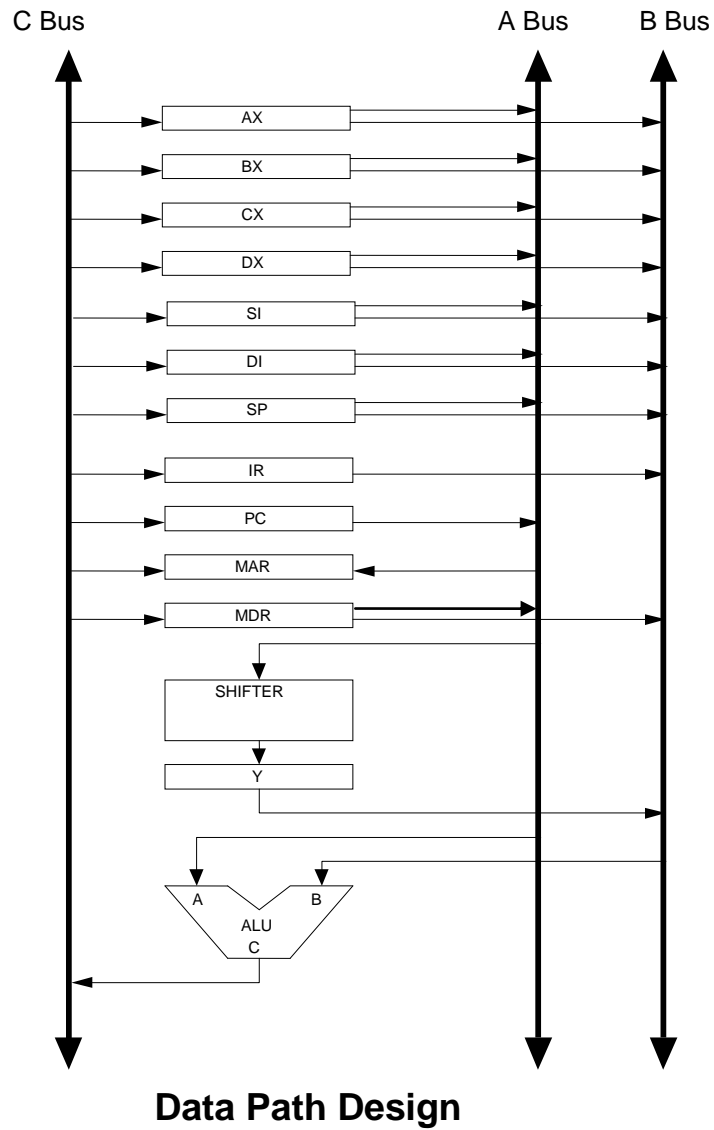 C Bus A Bus B Bus
AX
BX
CX
DX
SI
DI
SP
IR
PC
MAR
MDR
SHIFTER
Y
A B
ALU
C
Data Path Design